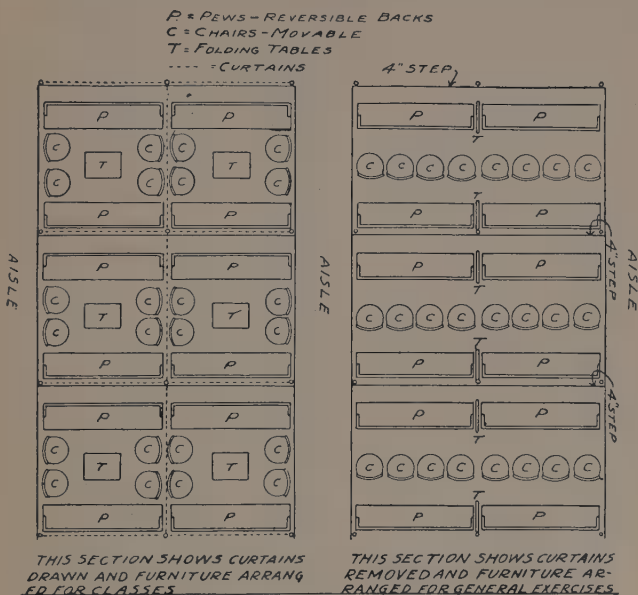 P = PEWS-REVERSIBLE BACKS
C = CHAIRS-MOVABLE
T = FOLDING TABLES
---- = CURTAINS
4" STEP
P P
C C C C
T T
C C C C
P P
P P
C C C C
T T
C C C C
P P
P P
C C C C
T T
C C C C
P P
AISLE
AISLE
P P
T
C C C C C C C C
T
P P
4" STEP
P P
T
C C C C C C C C
T
P P
4" STEP
P P
T
C C C C C C C C
T
P P
AISLE
THIS SECTION SHOWS CURTAINS
DRAWN AND FURNITURE ARRANG
ED FOR CLASSES
THIS SECTION SHOWS CURTAINS
REMOVED AND FURNITURE AR-
RANGED FOR GENERAL EXERCISES